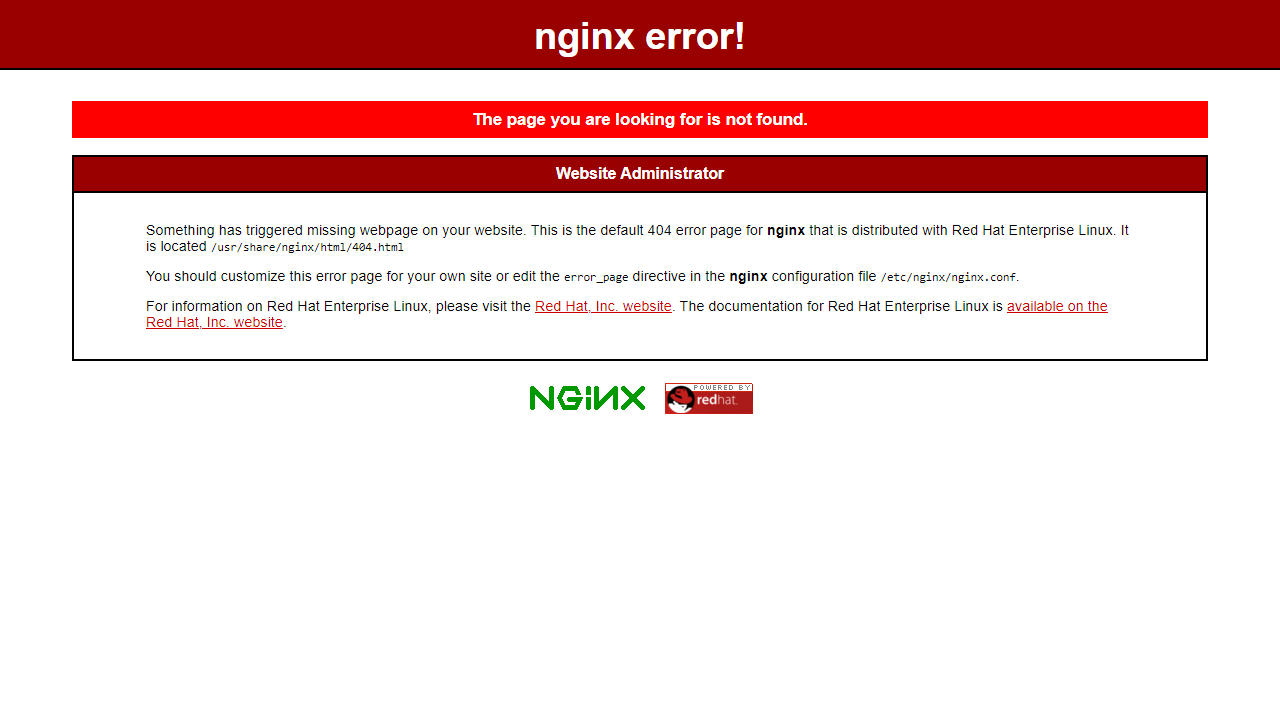 nginx error!
The page you are looking for is not found.
Website Administrator
Something has triggered missing webpage on your website. This is the default 404 error page for nginx that is distributed with Red Hat Enterprise Linux. It
is located /usr/share/nginx/html/404.html
You should customize this error page for your own site or edit the error_page directive in the nginx configuration file /etc/nginx/nginx.conf.
For information on Red Hat Enterprise Linux, please visit the Red Hat, Inc. website. The documentation for Red Hat Enterprise Linux is available on the
Red Hat, Inc. website.
NGiNX
POWERED BY
redhat.